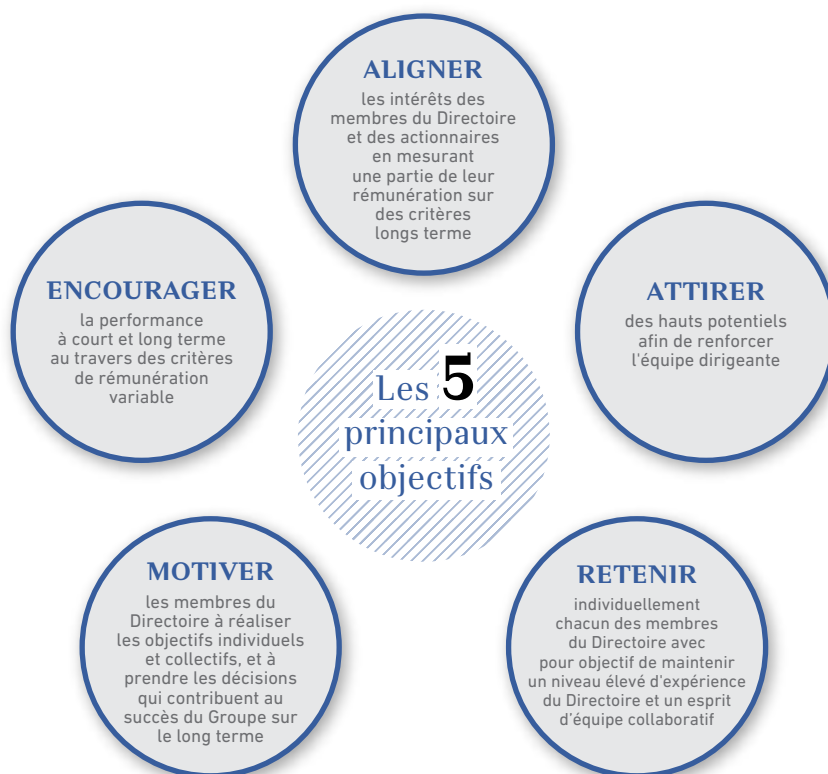 ALIGNER
les intérêts des
membres du Directoire
et des actionnaires
en mesurant
une partie de leur
rémunération sur
des critères
longs terme
ENCOURAGER
la performance
à court et long terme
au travers des critères
de rémunération
variable
ATTIRER
des hauts potentiels
afin de renforcer
l'équipe dirigeante
Les 5
principaux
objectifs
MOTIVER
les membres du
Directoire à réaliser
les objectifs individuels
et collectifs, et à
prendre les décisions
qui contribuent au
succès du Groupe sur
le long terme
RETENIR
individuellement
chacun des membres
du Directoire avec
pour objectif de maintenir
un niveau élevé d'expérience
du Directoire et un esprit
d’équipe collaboratif